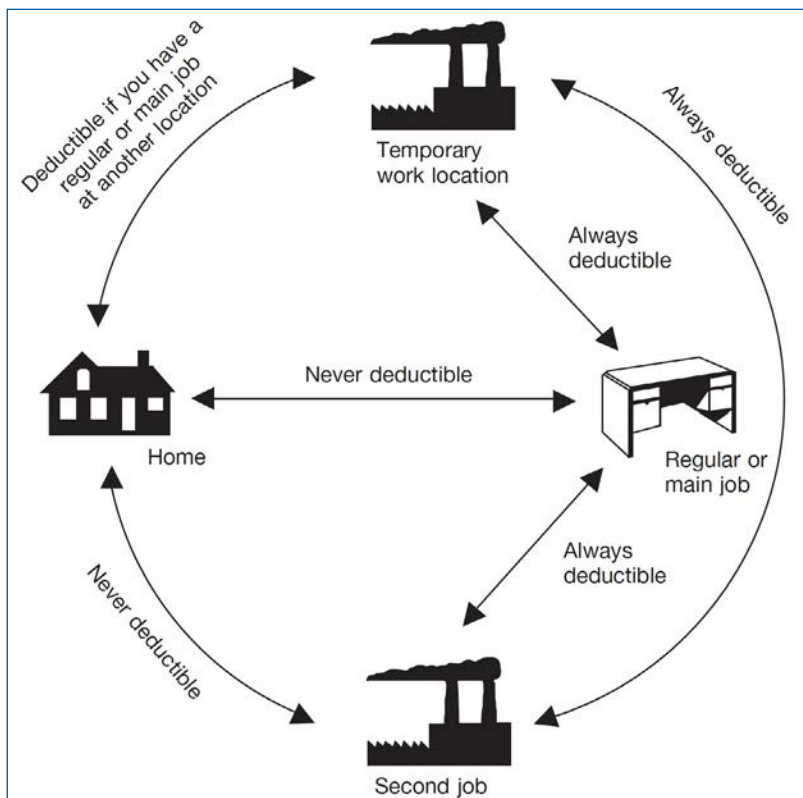 Deductible if you have a
regular or main job
at another location
Temporary
work location
Always deductible
Always
deductible
Never deductible
Home
Regular or
main job
Always
deductible
Never deductible
Second job